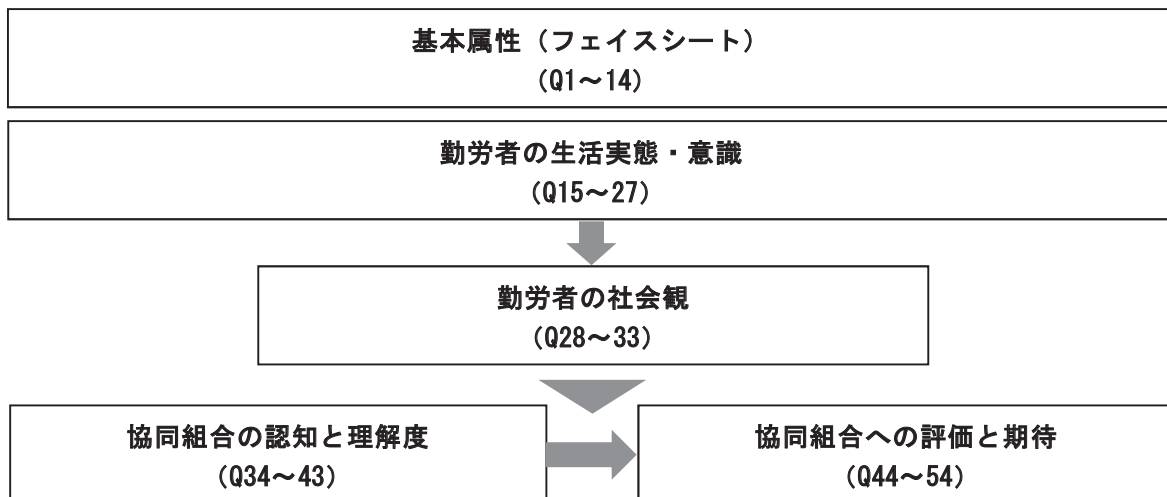 基本属性（フェイスシート）
（Q1～14）
勤労者の生活実態・意識
（Q15～27）
勤労者の社会観
（Q28～33）
協同組合の認知と理解度
（Q34～43）
協同組合への評価と期待
（Q44～54）